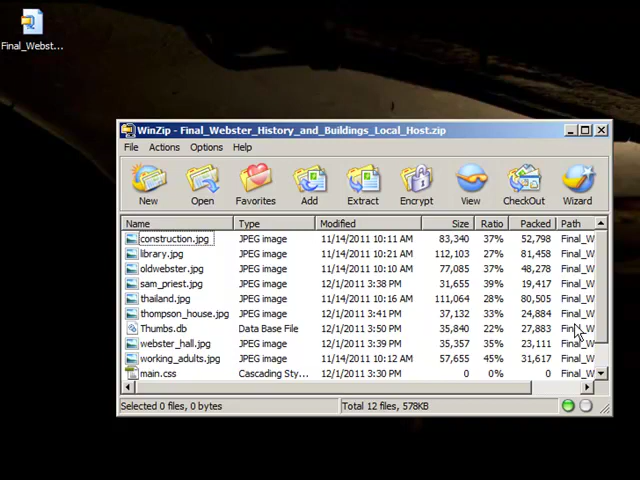 Final_Webst...
WinZip - Final_Webster_History_and_Buildings_Local_Host.zip
File Actions Options Help
New Open Favorites Add Extract Encrypt View CheckOut Wizard
Name Type Modified Size Ratio Packed Path
construction.jpg JPEG image 11/14/2011 10:11 AM 83,340 37% 52,798 Final_W
library.jpg JPEG image 11/14/2011 10:21 AM 112,103 27% 81,458 Final_W
oldwebster.jpg JPEG image 11/14/2011 10:10 AM 77,085 37% 48,278 Final_W
sam_priest.jpg JPEG image 12/1/2011 3:38 PM 31,655 39% 19,417 Final_W
thailand.jpg JPEG image 11/14/2011 10:16 AM 111,064 28% 80,505 Final_W
thompson_house.jpg JPEG image 12/1/2011 3:41 PM 37,132 33% 24,884 Final_W
Thumbs.db Data Base File 12/1/2011 3:50 PM 35,840 22% 27,883 Final_W
webster_hall.jpg JPEG image 12/1/2011 3:39 PM 35,357 35% 23,111 Final_W
working_adults.jpg JPEG image 11/14/2011 10:12 AM 57,655 45% 31,617 Final_W
main.css Cascading Sty... 12/1/2011 3:30 PM 0 0% 0 Final_W
Selected 0 files, 0 bytes Total 12 files, 578KB